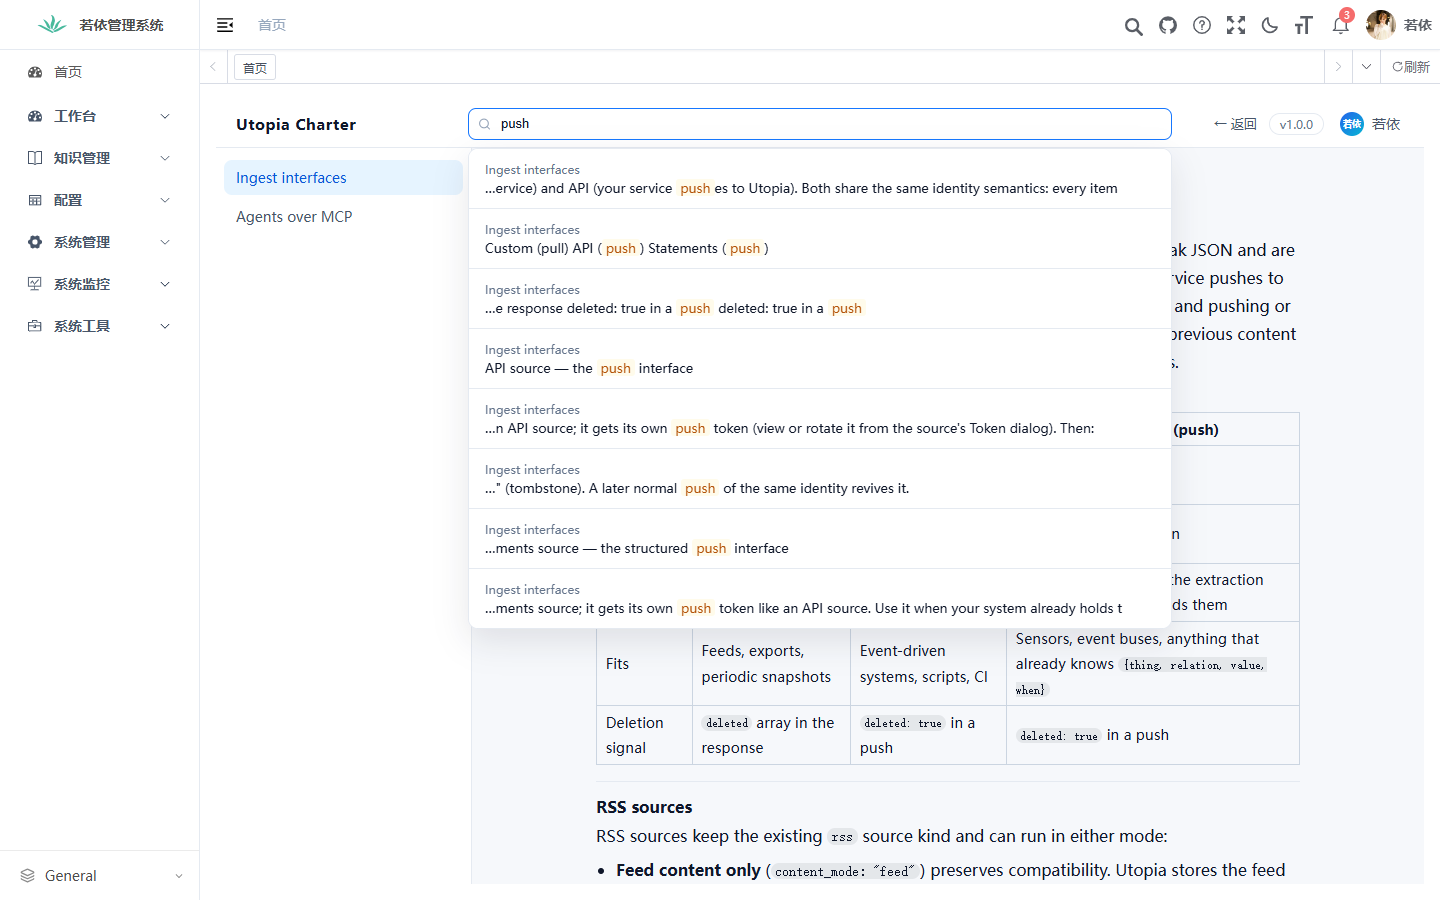 若依管理系统
首页
3
若依
首页
刷新
首页
工作台
知识管理
配置
系统管理
系统监控
系统工具
General
Utopia Charter
push
← 返回
v1.0.0
若依
若依
Ingest interfaces
Agents over MCP
Ingest interfaces
...ervice) and API (your service pushes to Utopia). Both share the same identity semantics: every item
Ingest interfaces
Custom (pull) API (push) Statements (push)
Ingest interfaces
...e response deleted: true in a push deleted: true in a push
Ingest interfaces
API source — the push interface
Ingest interfaces
...n API source; it gets its own push token (view or rotate it from the source's Token dialog). Then:
Ingest interfaces
..." (tombstone). A later normal push of the same identity revives it.
Ingest interfaces
...ments source — the structured push interface
Ingest interfaces
...ments source; it gets its own push token like an API source. Use it when your system already holds t
ak JSON and are
rvice pushes to
and pushing or
previous content
s.
(push)
n
the extraction
ds them
Fits
Feeds, exports, periodic snapshots
Event-driven systems, scripts, CI
Sensors, event buses, anything that already knows {thing, relation, value, when}
Deletion signal
deleted array in the response
deleted: true in a push
deleted: true in a push
RSS sources
RSS sources keep the existing rss source kind and can run in either mode:
• Feed content only (content_mode: "feed") preserves compatibility. Utopia stores the feed